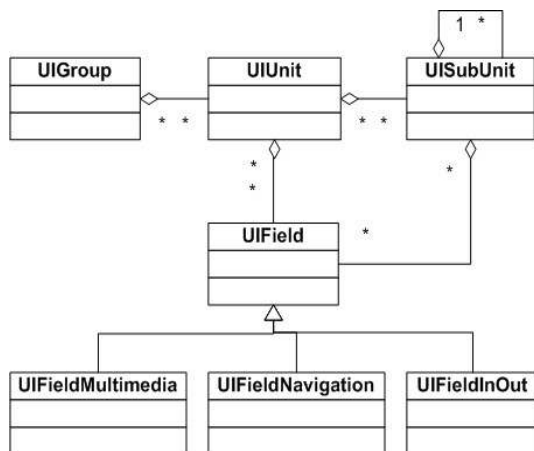 1 *
UIGroup UIUnit UISubUnit
* * * *
* *
*
UIField *
UIFieldMultimedia UIFieldNavigation UIFieldInOut